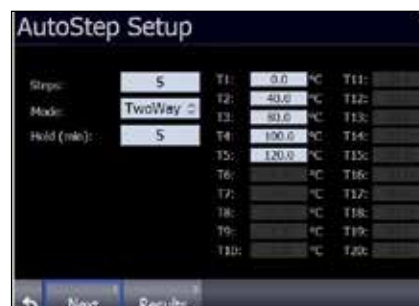 AutoStep Setup
Steps: 5 T1: 0.0 °C T11:
T2: 40.0 °C T12:
Mode: TwoWay T3: 80.0 °C T13:
Hold (min): 5 T4: 100.0 °C T14:
T5: 120.0 °C T15:
T6: °C T16:
T7: °C T17:
T8: °C T18:
T9: °C T19:
T10: °C T20:
Next Results